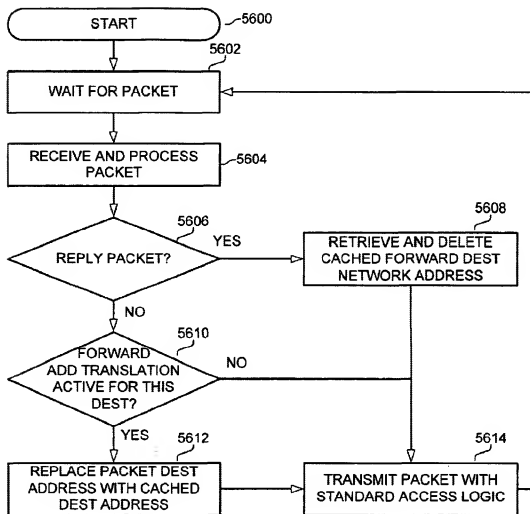 START
5600
5602
WAIT FOR PACKET
RECEIVE AND PROCESS
PACKET
5604
5606
REPLY PACKET?
YES
5608
RETRIEVE AND DELETE
CACHED FORWARD DEST
NETWORK ADDRESS
NO
5610
FORWARD
ADD TRANSLATION
ACTIVE FOR THIS
DEST?
NO
YES
5612
REPLACE PACKET DEST
ADDRESS WITH CACHED
DEST ADDRESS
5614
TRANSMIT PACKET WITH
STANDARD ACCESS LOGIC